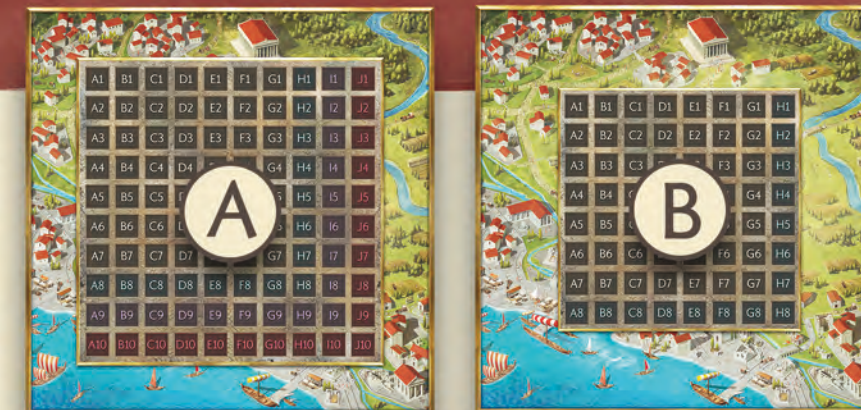 A1 B1 C1 D1 E1 F1 G1 H1 I1 J1
A2 B2 C2 D2 E2 F2 G2 H2 I2 J2
A3 B3 C3 D3 E3 F3 G3 H3 I3 J3
A4 B4 C4 D4 G4 H4 I4 J4
A5 B5 C5 H5 I5 J5
A6 B6 C6 H6 I6 J6
A7 B7 C7 D7 G7 H7 I7 J7
A8 B8 C8 D8 E8 F8 G8 H8 I8 J8
A9 B9 C9 D9 E9 F9 G9 H9 I9 J9
A10 B10 C10 D10 E10 F10 G10 H10 I10 J10
A
A1 B1 C1 D1 E1 F1 G1 H1
A2 B2 C2 D2 E2 F2 G2 H2
A3 B3 C3 D3 E3 F3 G3 H3
A4 B4 G4 H4
A5 B5 G5 H5
A6 B6 C6 F6 G6 H6
A7 B7 C7 D7 E7 F7 G7 H7
A8 B8 C8 D8 E8 F8 G8 H8
B